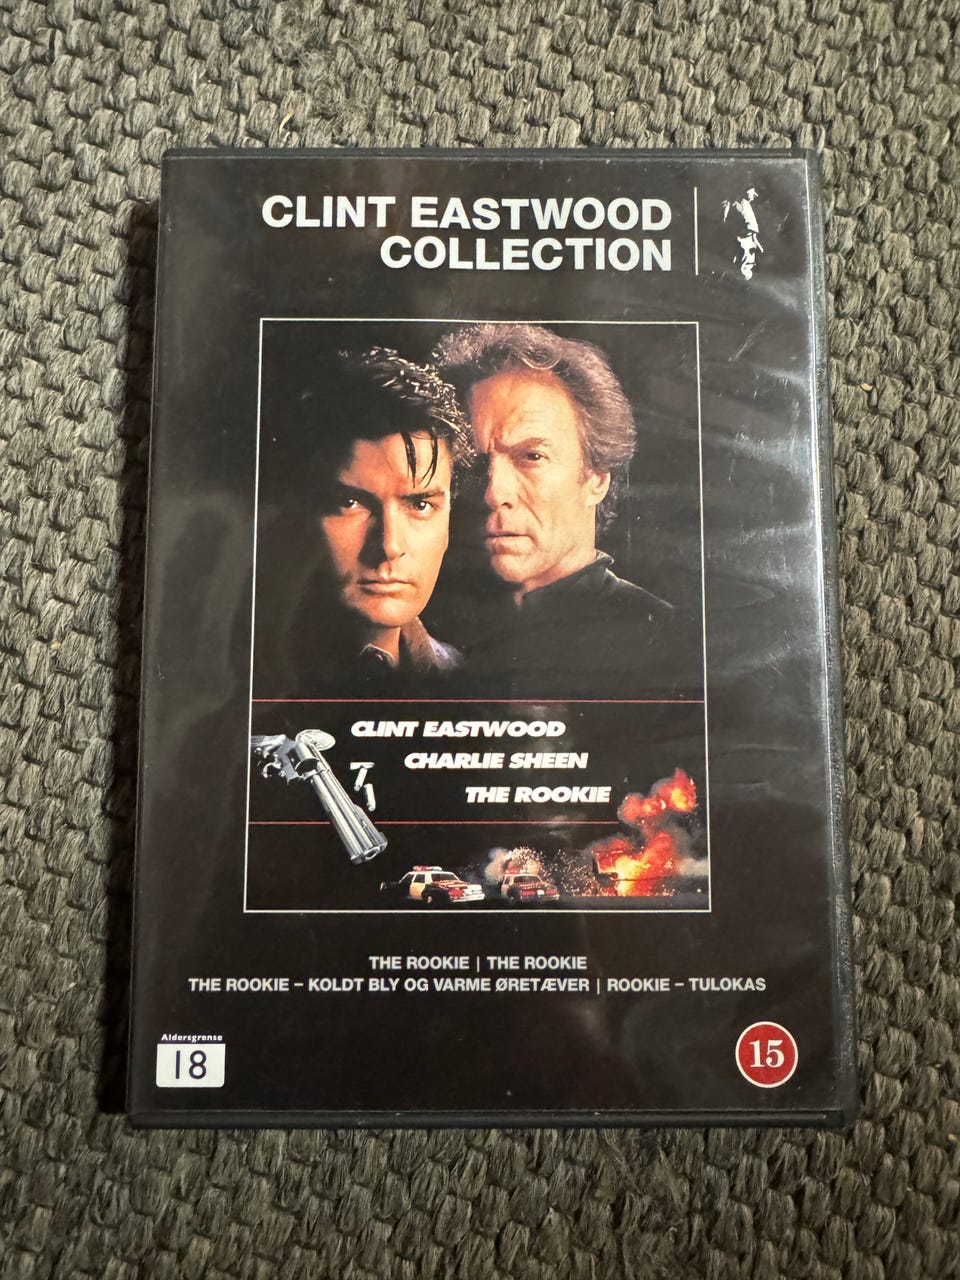 CLINT EASTWOOD
COLLECTION
CLINT EASTWOOD
CHARLIE SHEEN
THE ROOKIE
THE ROOKIE | THE ROOKIE
THE ROOKIE – KOLDT BLY OG VARME ØRETÆVER | ROOKIE – TULOKAS
Aldersgrense
18
15